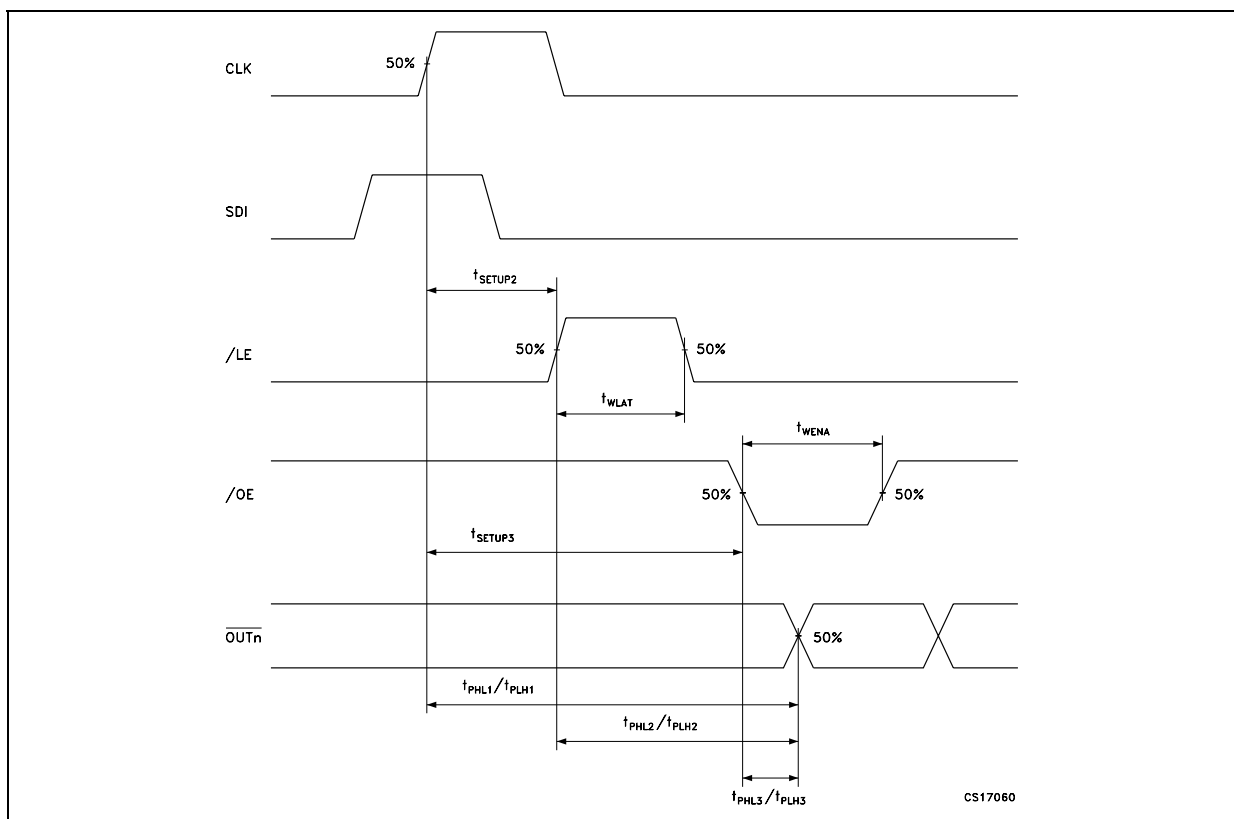 CLK
50%
SDI
tSETUP2
/LE
50%
50%
tWLAT
tWENA
/OE
50%
50%
tSETUP3
OUTn
50%
tPHL1/tPLH1
tPHL2/tPLH2
tPHL3/tPLH3
CS17060